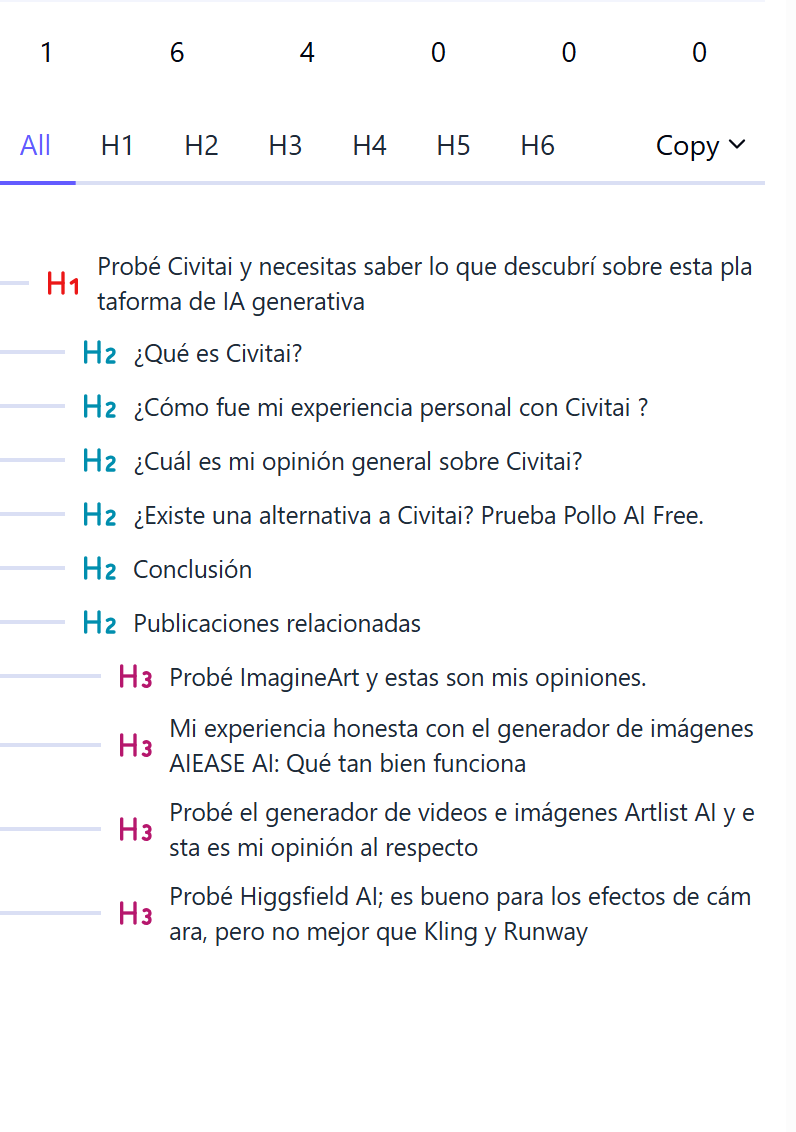 1 6 4 0 0 0
All H1 H2 H3 H4 H5 H6 Copy
H1 Probé Civitai y necesitas saber lo que descubrí sobre esta pla
taforma de IA generativa
H2 ¿Qué es Civitai?
H2 ¿Cómo fue mi experiencia personal con Civitai ?
H2 ¿Cuál es mi opinión general sobre Civitai?
H2 ¿Existe una alternativa a Civitai? Prueba Pollo AI Free.
H2 Conclusión
H2 Publicaciones relacionadas
H3 Probé ImagineArt y estas son mis opiniones.
H3 Mi experiencia honesta con el generador de imágenes
AIEASE AI: Qué tan bien funciona
H3 Probé el generador de videos e imágenes Artlist AI y e
sta es mi opinión al respecto
H3 Probé Higgsfield AI; es bueno para los efectos de cám
ara, pero no mejor que Kling y Runway